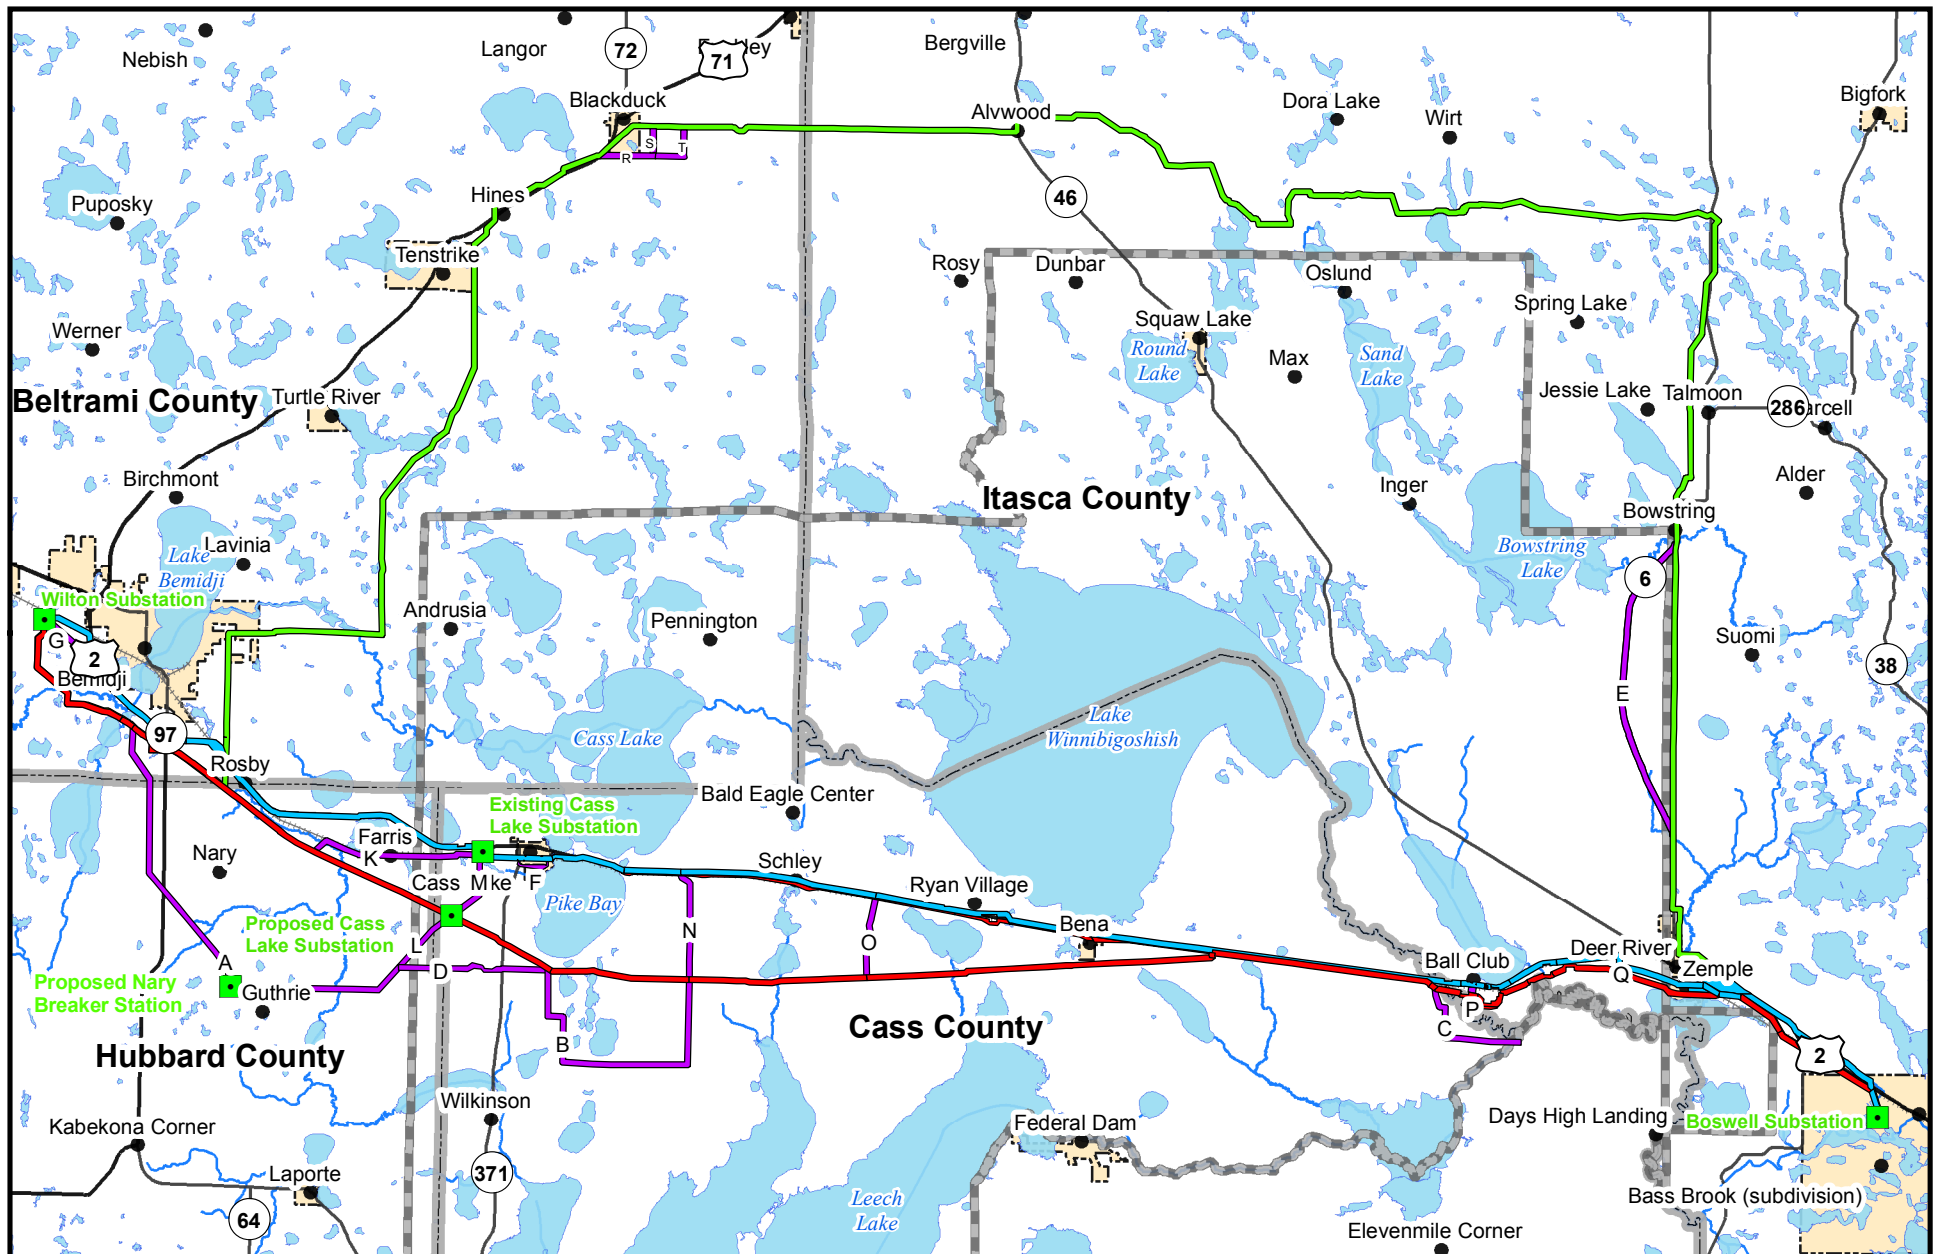 Nebish
Langor
72
71
ley
Bergville
Blackduck
Alvwood
Dora Lake
Wirt
Bigfork
S
T
R
Hines
46
Puposky
Tenstrike
Rosy
Dunbar
Oslund
Spring Lake
Werner
Squaw Lake
Round
Lake
Max
Sand
Lake
Beltrami County
Turtle River
Jessie Lake
Talmoon
286
arcell
Birchmont
Itasca County
Inger
Alder
Bowstring
Lake
Bemidji
Lavinia
Bowstring
Lake
6
Wilton Substation
Andrusia
Pennington
G
2
Bemidji
Suomi
38
E
97
Cass Lake
Lake
Winnibigoshish
Rosby
Bald Eagle Center
Existing Cass
Lake Substation
Farris
K
Nary
Schley
Cass
M
ke
F
Ryan Village
Pike Bay
Proposed Cass
Lake Substation
L
N
O
Bena
A
D
Ball Club
Deer River
Q
Zemple
Proposed Nary
Breaker Station
Guthrie
P
C
Cass County
B
Hubbard County
2
Wilkinson
Kabekona Corner
Federal Dam
Days High Landing
Boswell Substation
Laporte
371
64
Leech
Lake
Bass Brook (subdivision)
Elevenmile Corner